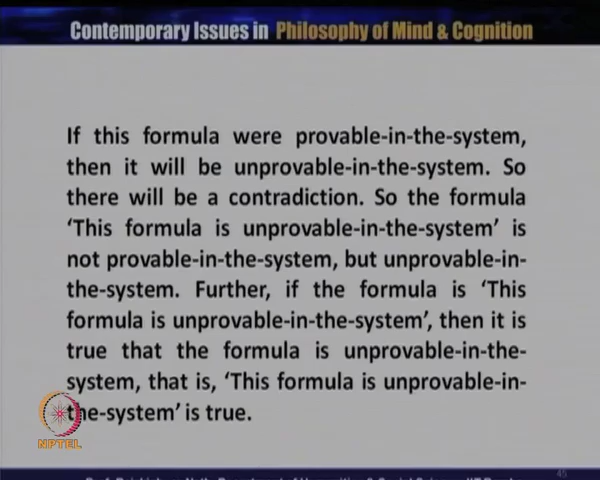 Contemporary Issues in Philosophy of Mind & Cognition
If this formula were provable-in-the-system,
then it will be unprovable-in-the-system. So
there will be a contradiction. So the formula
‘This formula is unprovable-in-the-system’ is
not provable-in-the-system, but unprovable-in-
the-system. Further, if the formula is ‘This
formula is unprovable-in-the-system’, then it is
true that the formula is unprovable-in-the-
system, that is, ‘This formula is unprovable-in-
the-system’ is true.
NPTEL
45